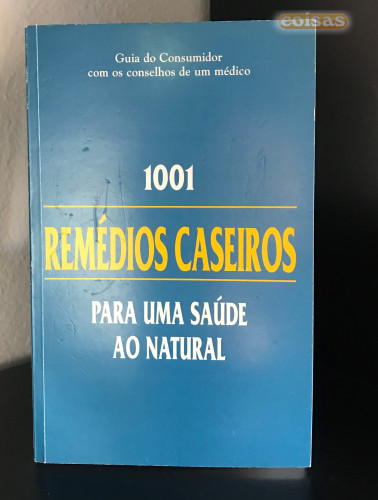 coisas
Guia do Consumidor
com os conselhos de um médico
1001
REMÉDIOS CASEIROS
PARA UMA SAÚDE
AO NATURAL